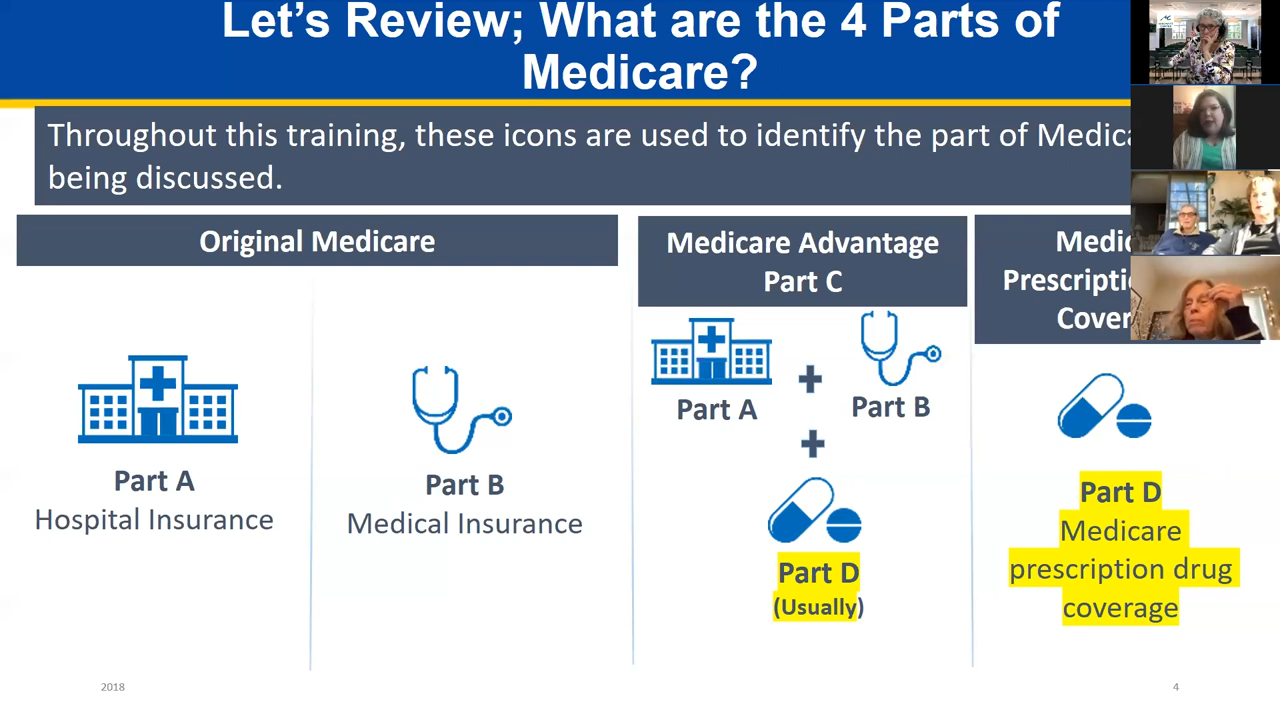 Let’s Review; What are the 4 Parts of
Medicare?
Throughout this training, these icons are used to identify the part of
being discussed.
Original Medicare
Part A
Hospital Insurance
Part B
Medical Insurance
Medicare Advantage
Part C
Part A
Part B
Part D
(Usually)
Part D
Medicare
prescription drug
coverage
2018
4